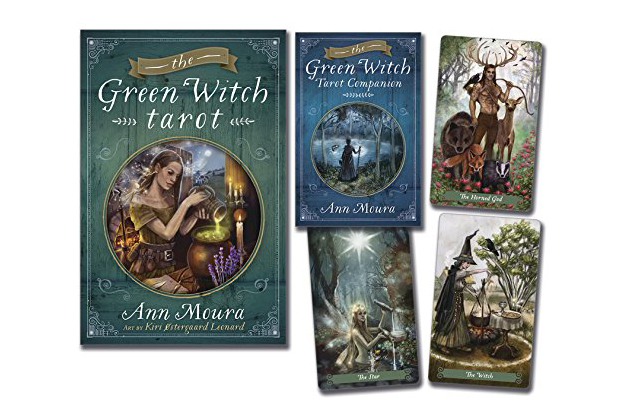 the
Green Witch
tarot
Ann Moura
Art by Kiri Østergaard Leonard
the
Green Witch
Tarot Companion
Ann Moura
The Horned God
The Star
The Witch